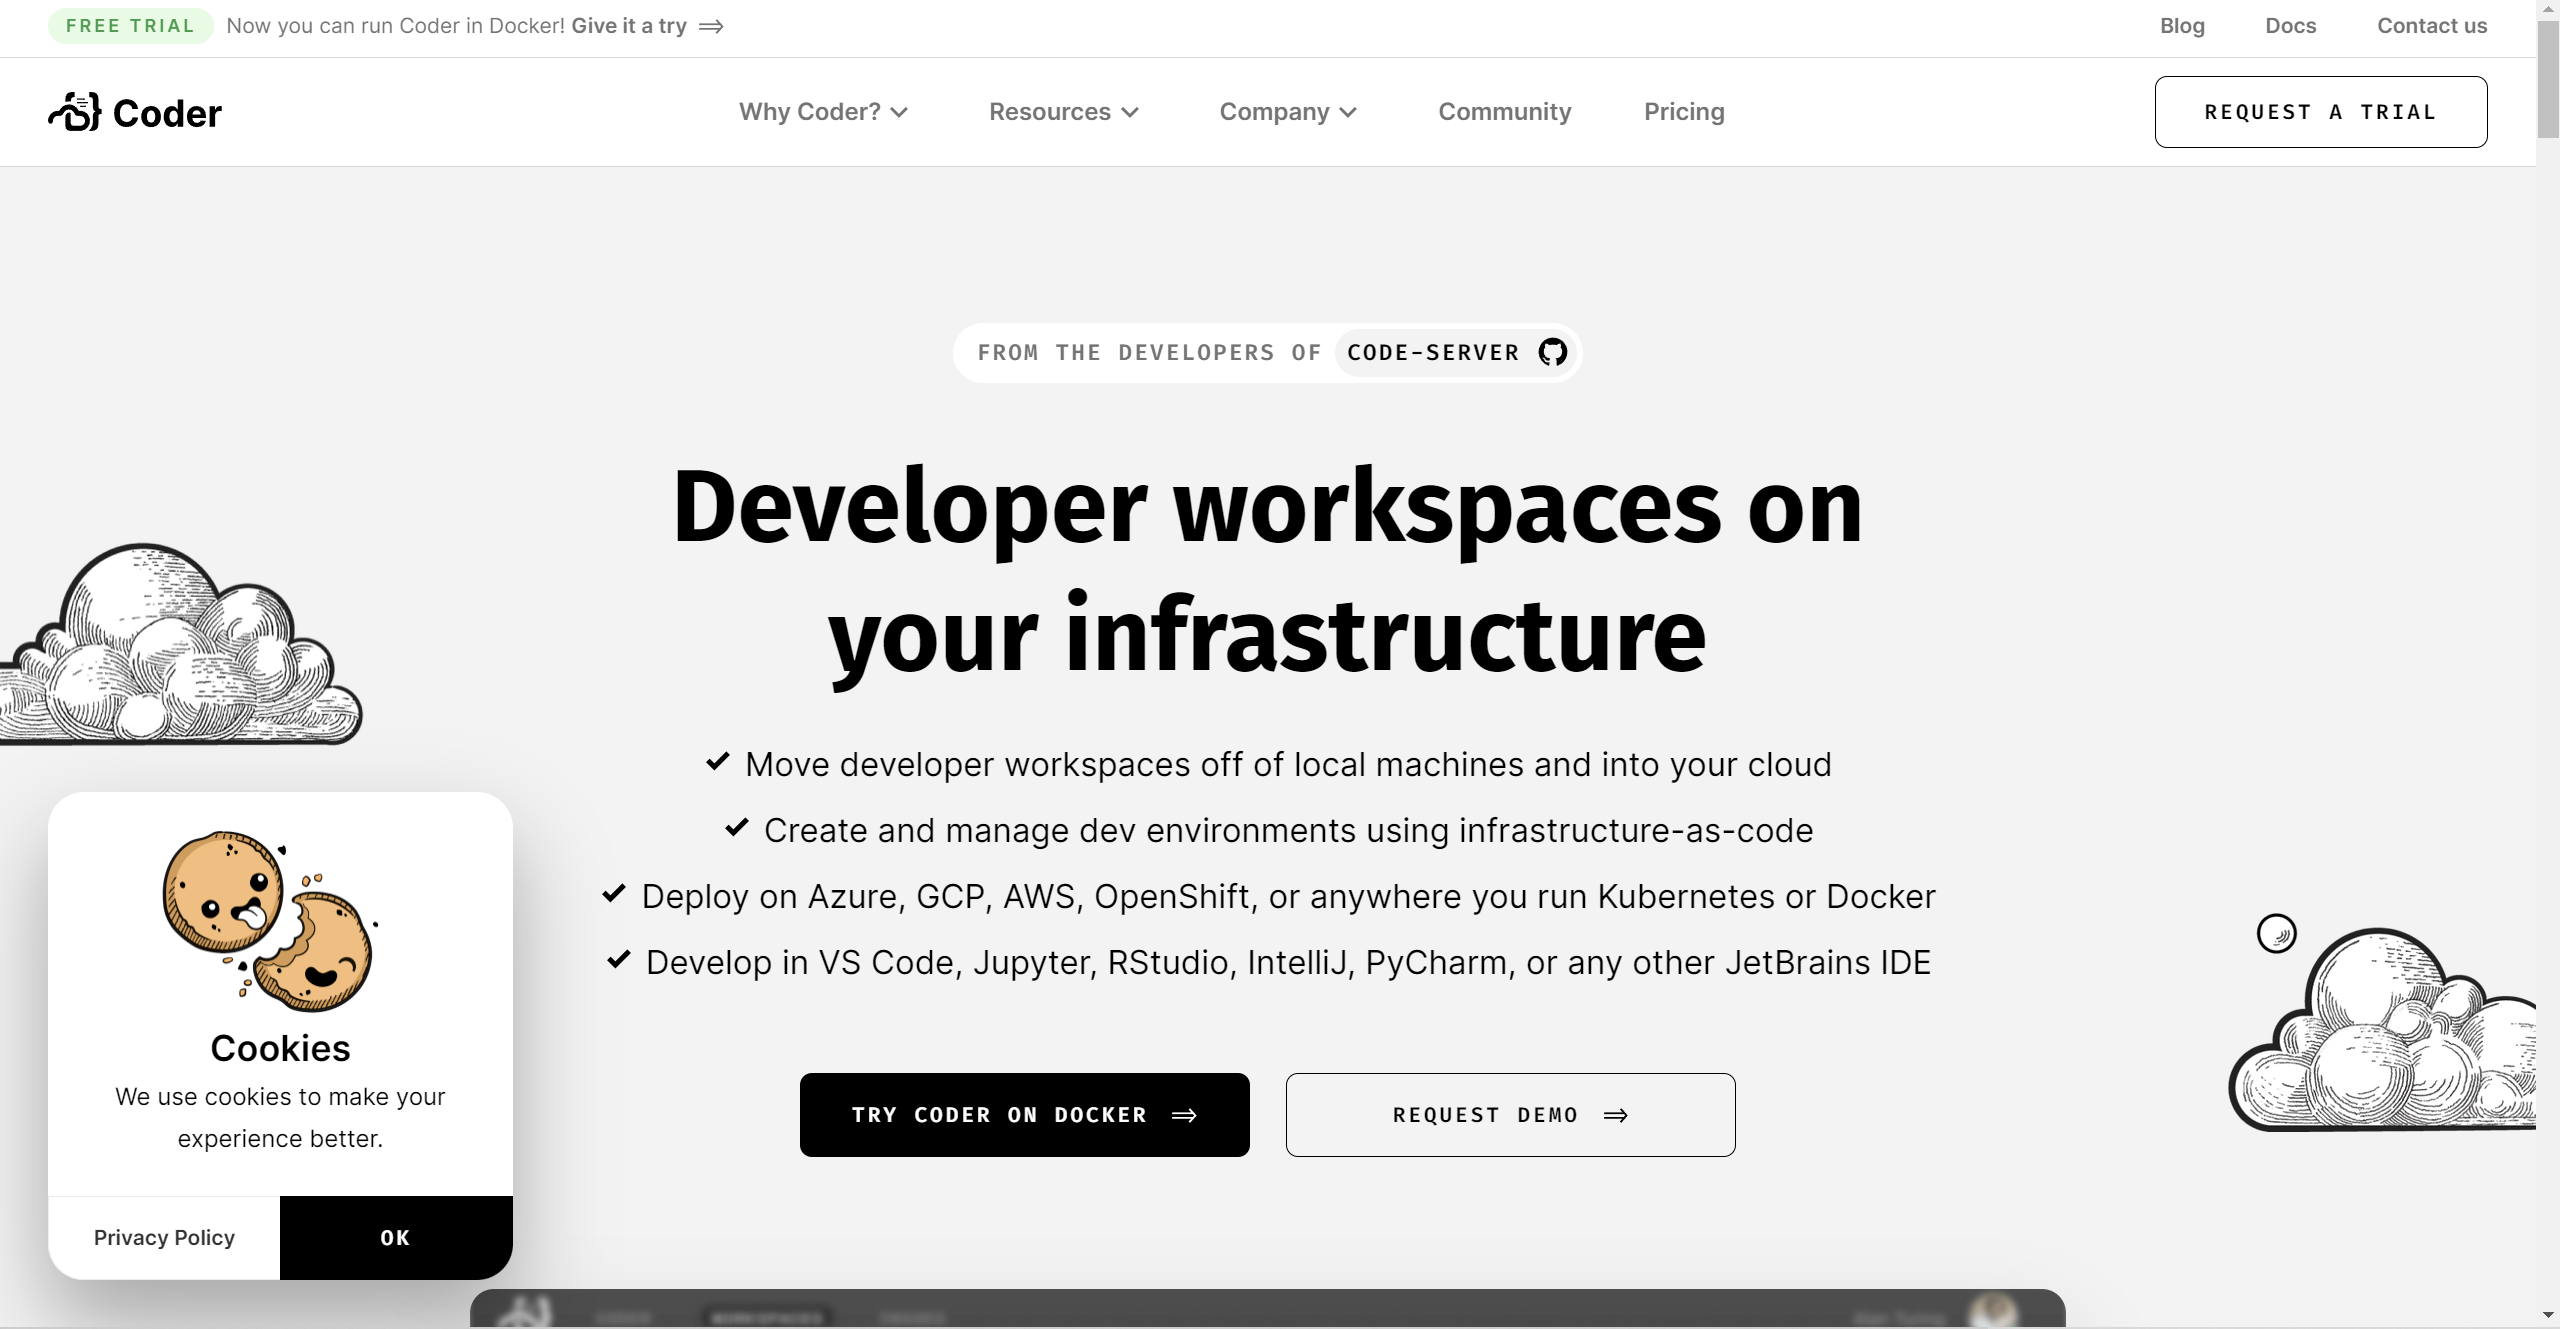 FREE TRIAL Now you can run Coder in Docker! Give it a try
Blog Docs Contact us
Coder
Why Coder? Resources Company Community Pricing
REQUEST A TRIAL
FROM THE DEVELOPERS OF CODE-SERVER
Developer workspaces on
your infrastructure
Move developer workspaces off of local machines and into your cloud
Create and manage dev environments using infrastructure-as-code
Deploy on Azure, GCP, AWS, OpenShift, or anywhere you run Kubernetes or Docker
Develop in VS Code, Jupyter, RStudio, IntelliJ, PyCharm, or any other JetBrains IDE
TRY CODER ON DOCKER
REQUEST DEMO
Cookies
We use cookies to make your
experience better.
Privacy Policy
OK
WORKSPACES